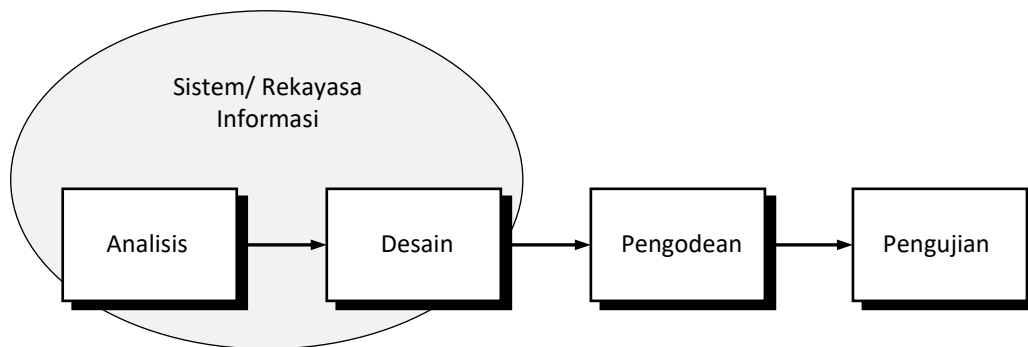 Sistem/ Rekayasa
Informasi
Analisis
Desain
Pengodean
Pengujian